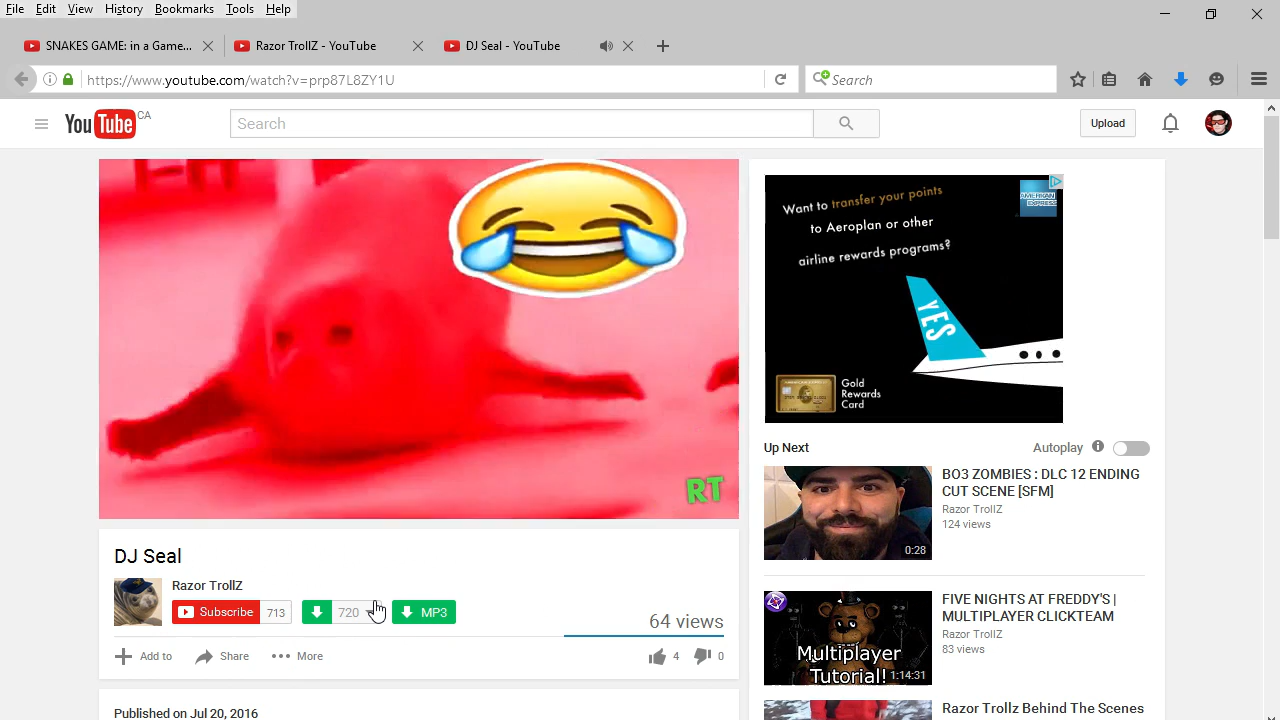 File Edit View History Bookmarks Tools Help
SNAKES GAME: in a Game...
Razor TrollZ - YouTube
DJ Seal - YouTube
https://www.youtube.com/watch?v=prp87L8ZY1U
Search
YouTube CA
Search
Upload
RT
Want to transfer your points
to Aeroplan or other
airline rewards programs?
AMERICAN EXPRESS
YES
Gold
Rewards
Card
Up Next
Autoplay
BO3 ZOMBIES : DLC 12 ENDING
CUT SCENE [SFM]
Razor TrollZ
124 views
0:28
FIVE NIGHTS AT FREDDY'S |
MULTIPLAYER CLICKTEAM
Razor TrollZ
83 views
Multiplayer
Tutorial!
1:14:31
Razor Trollz Behind The Scenes
DJ Seal
Razor TrollZ
Subscribe 713
720
MP3
64 views
Add to
Share
More
4
0
Published on Jul 20, 2016